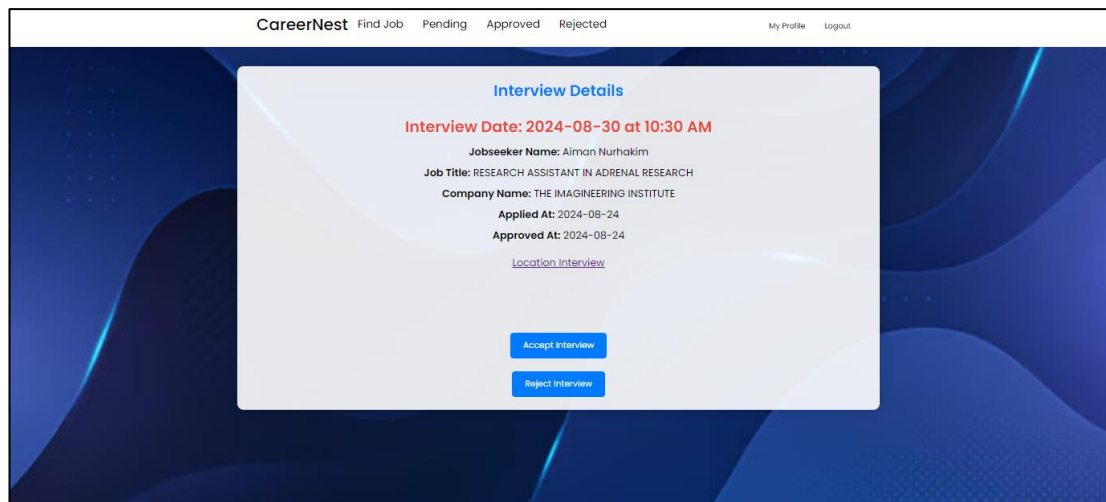 CareerNest Find Job Pending Approved Rejected My Profile Logout
Interview Details
Interview Date: 2024-08-30 at 10:30 AM
Jobseeker Name: Aiman Nurhakim
Job Title: RESEARCH ASSISTANT IN ADRENAL RESEARCH
Company Name: THE IMAGINEERING INSTITUTE
Applied At: 2024-08-24
Approved At: 2024-08-24
Location Interview
Accept Interview
Reject Interview